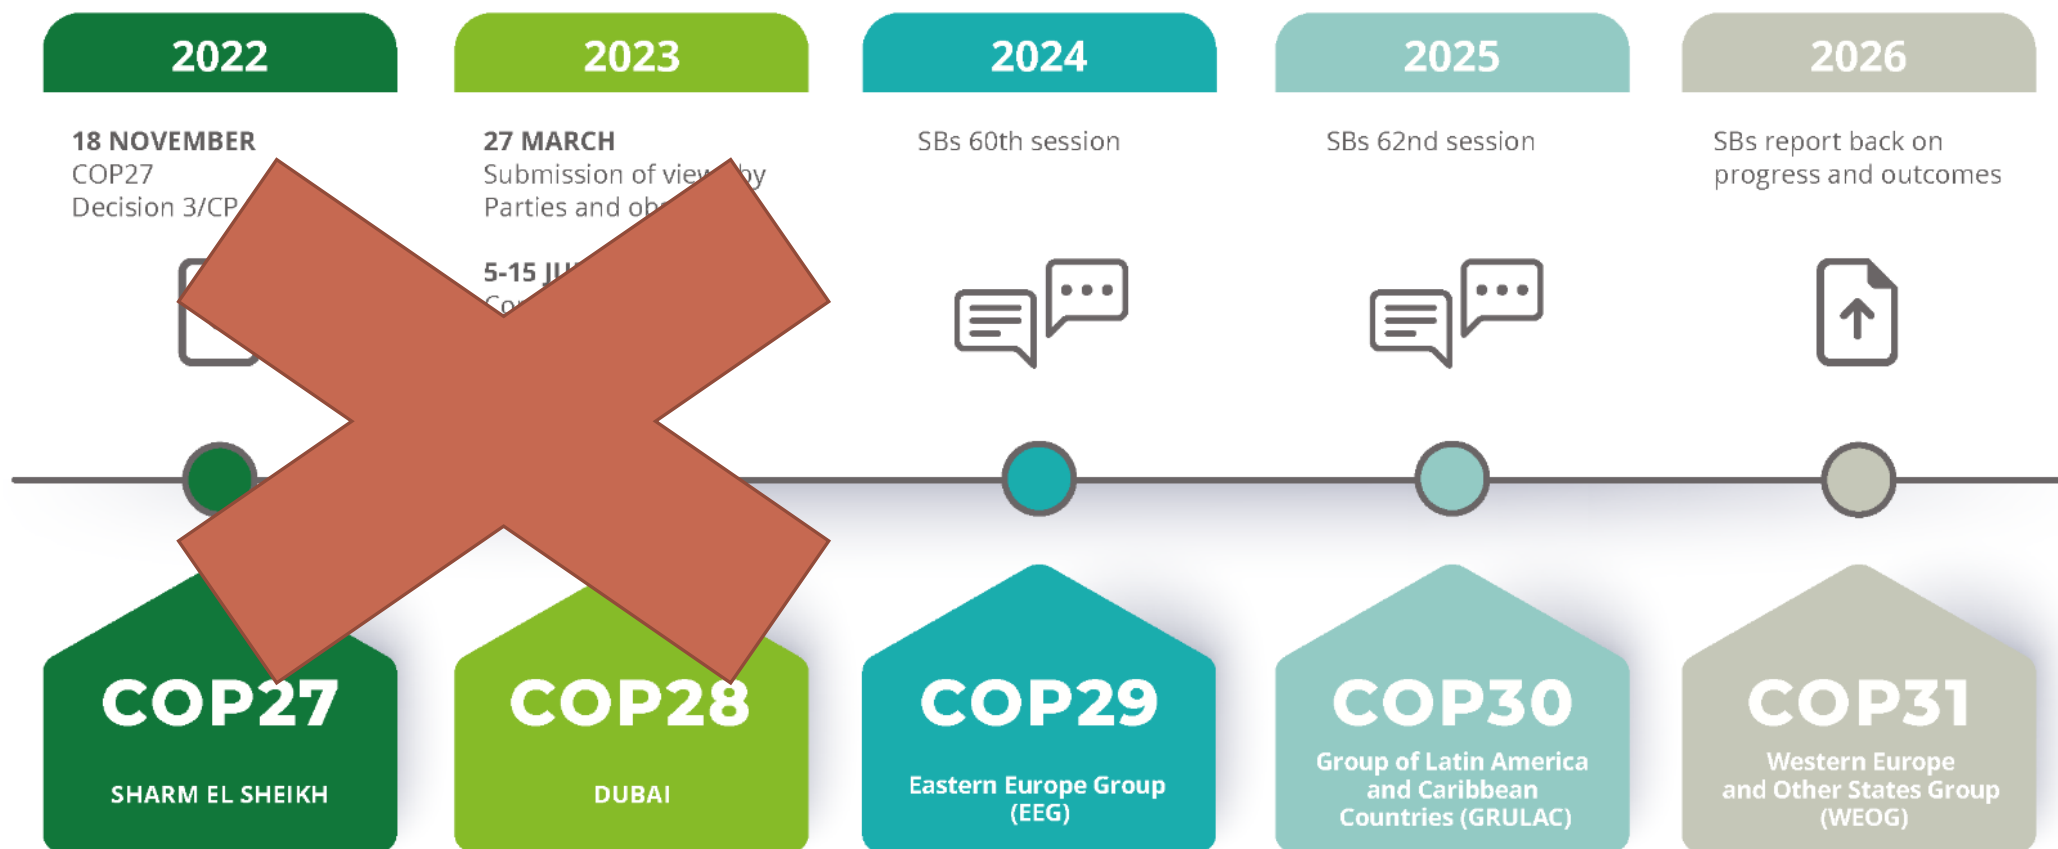 2022
18 NOVEMBER
COP27
Decision 3/CP
2023
27 MARCH
Submission of by
Parties and
5-15
2024
SBs 60th session
2025
SBs 62nd session
2026
SBs report back on
progress and outcomes
COP27
SHARM EL SHEIKH
COP28
DUBAI
COP29
Eastern Europe Group
(EEG)
COP30
Group of Latin America
and Caribbean
Countries (GRULAC)
COP31
Western Europe
and Other States Group
(WEOG)